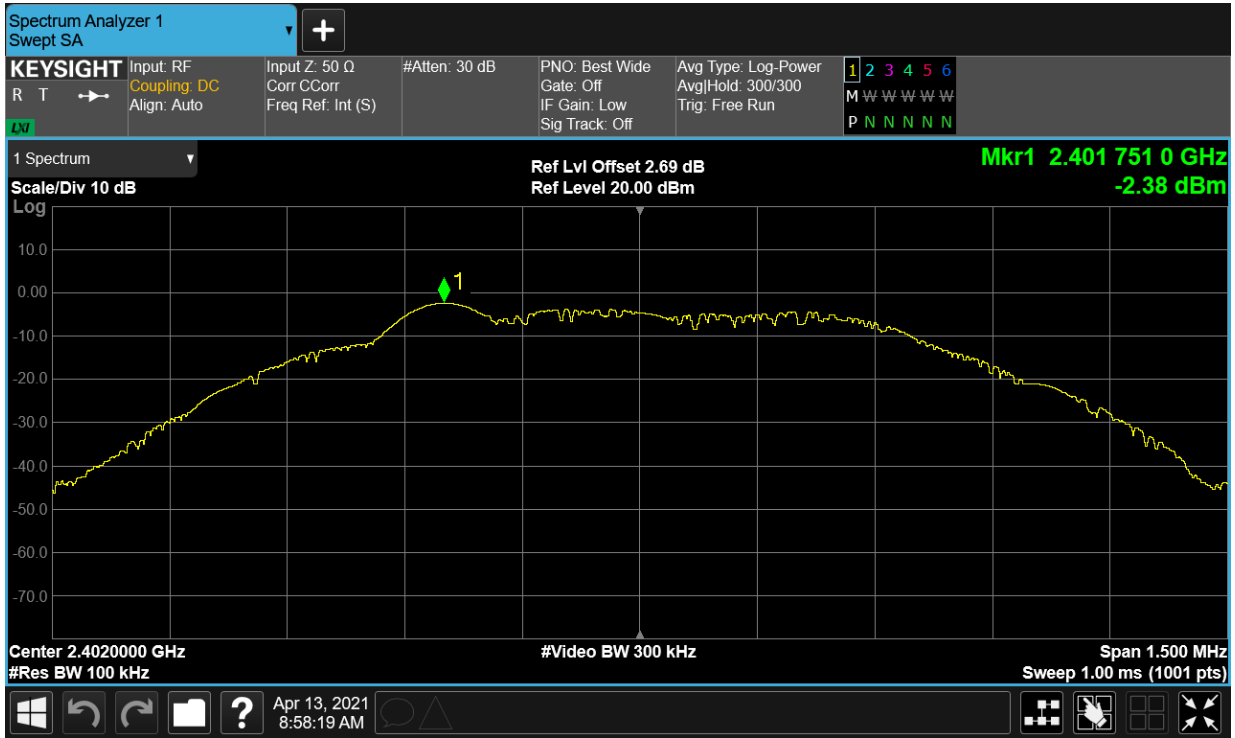 Spectrum Analyzer 1
Swept SA
KEYSIGHT
R T
LXI
Input: RF
Coupling: DC
Align: Auto
Input Z: 50 Ω
Corr CCorr
Freq Ref: Int (S)
#Atten: 30 dB
PNO: Best Wide
Gate: Off
IF Gain: Low
Sig Track: Off
Avg Type: Log-Power
Avg|Hold: 300/300
Trig: Free Run
1 2 3 4 5 6
M W W W W W
P N N N N N
1 Spectrum
Scale/Div 10 dB
Log
Ref Lvl Offset 2.69 dB
Ref Level 20.00 dBm
Mkr1 2.401 751 0 GHz
-2.38 dBm
1
10.0
0.00
-10.0
-20.0
-30.0
-40.0
-50.0
-60.0
-70.0
Center 2.4020000 GHz
#Res BW 100 kHz
#Video BW 300 kHz
Span 1.500 MHz
Sweep 1.00 ms (1001 pts)
?
Apr 13, 2021
8:58:19 AM